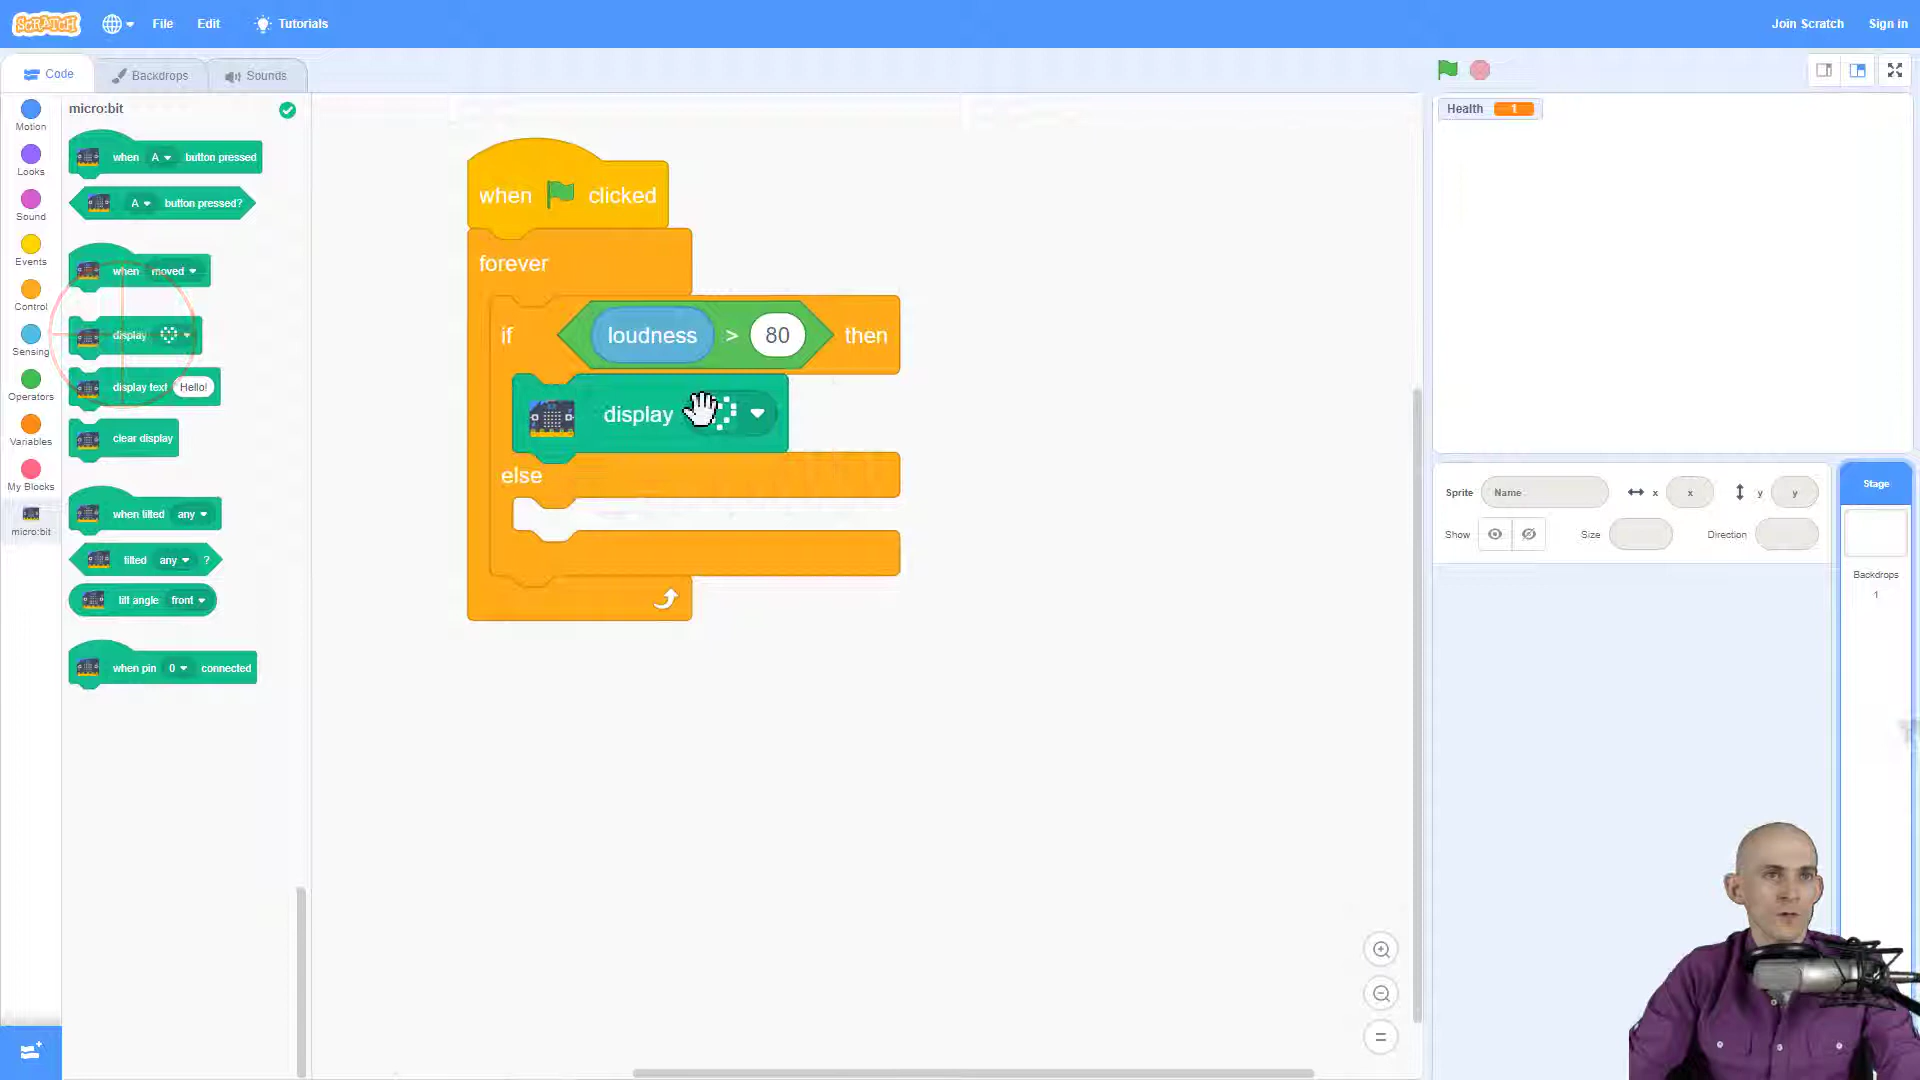 SCRATCH
File
Edit
Tutorials
Join Scratch
Sign in
Code
Backdrops
Sounds
Motion
Looks
Sound
Events
Control
Sensing
Operators
Variables
My Blocks
micro:bit
micro:bit
when A button pressed
A button pressed?
when moved
display
display text Hello!
clear display
when tilted any
tilted any ?
tilt angle front
when pin 0 connected
when clicked
forever
if loudness > 80 then
display
else
Health 1
Sprite Name x x y y
Show Size Direction
Stage
Backdrops
1